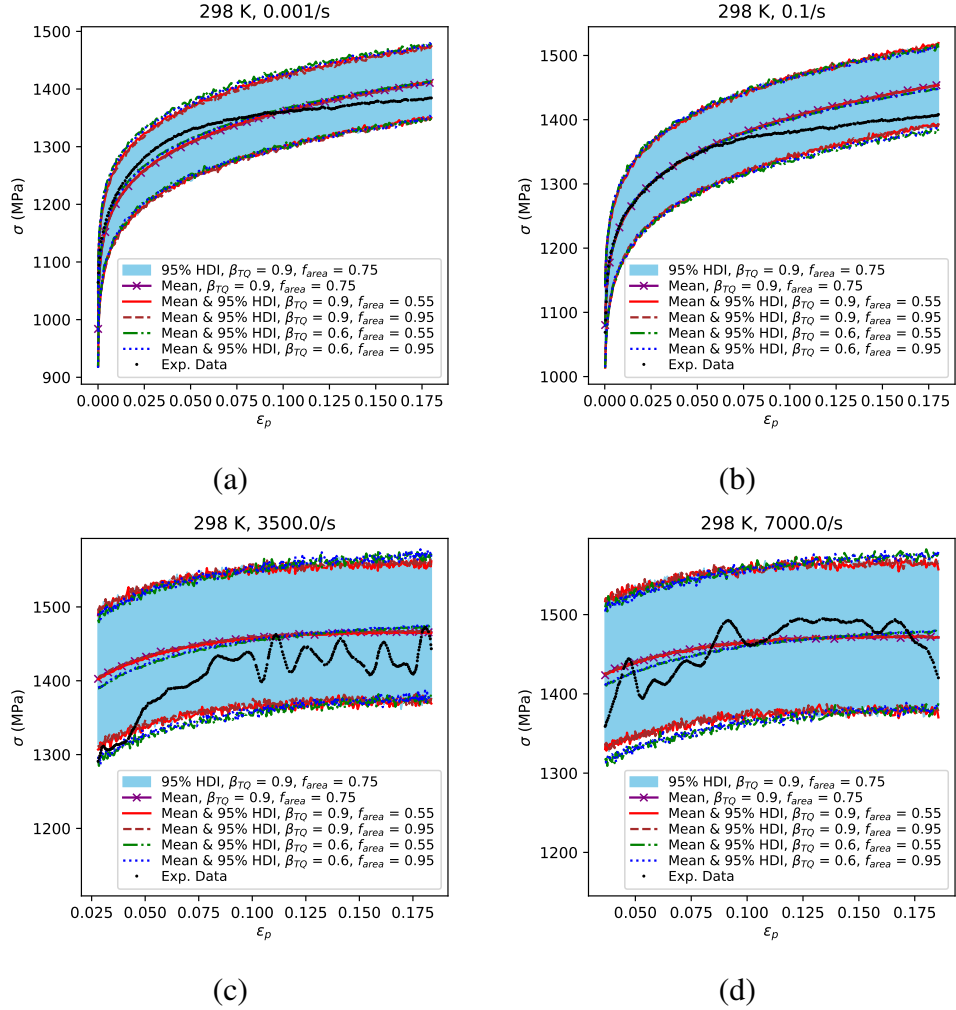 298 K, 0.001/s
1500
1400
1300
1200
1100
1000
900
σ (MPa)
95% HDI, β_TQ = 0.9, f_area = 0.75
Mean, β_TQ = 0.9, f_area = 0.75
Mean & 95% HDI, β_TQ = 0.9, f_area = 0.55
Mean & 95% HDI, β_TQ = 0.9, f_area = 0.95
Mean & 95% HDI, β_TQ = 0.6, f_area = 0.55
Mean & 95% HDI, β_TQ = 0.6, f_area = 0.95
Exp. Data
0.000 0.025 0.050 0.075 0.100 0.125 0.150 0.175
ε_p
(a)
298 K, 0.1/s
1500
1400
1300
1200
1100
1000
σ (MPa)
95% HDI, β_TQ = 0.9, f_area = 0.75
Mean, β_TQ = 0.9, f_area = 0.75
Mean & 95% HDI, β_TQ = 0.9, f_area = 0.55
Mean & 95% HDI, β_TQ = 0.9, f_area = 0.95
Mean & 95% HDI, β_TQ = 0.6, f_area = 0.55
Mean & 95% HDI, β_TQ = 0.6, f_area = 0.95
Exp. Data
0.000 0.025 0.050 0.075 0.100 0.125 0.150 0.175
ε_p
(b)
298 K, 3500.0/s
1500
1400
1300
1200
σ (MPa)
95% HDI, β_TQ = 0.9, f_area = 0.75
Mean, β_TQ = 0.9, f_area = 0.75
Mean & 95% HDI, β_TQ = 0.9, f_area = 0.55
Mean & 95% HDI, β_TQ = 0.9, f_area = 0.95
Mean & 95% HDI, β_TQ = 0.6, f_area = 0.55
Mean & 95% HDI, β_TQ = 0.6, f_area = 0.95
Exp. Data
0.025 0.050 0.075 0.100 0.125 0.150 0.175
ε_p
(c)
298 K, 7000.0/s
1500
1400
1300
1200
σ (MPa)
95% HDI, β_TQ = 0.9, f_area = 0.75
Mean, β_TQ = 0.9, f_area = 0.75
Mean & 95% HDI, β_TQ = 0.9, f_area = 0.55
Mean & 95% HDI, β_TQ = 0.9, f_area = 0.95
Mean & 95% HDI, β_TQ = 0.6, f_area = 0.55
Mean & 95% HDI, β_TQ = 0.6, f_area = 0.95
Exp. Data
0.050 0.075 0.100 0.125 0.150 0.175
ε_p
(d)